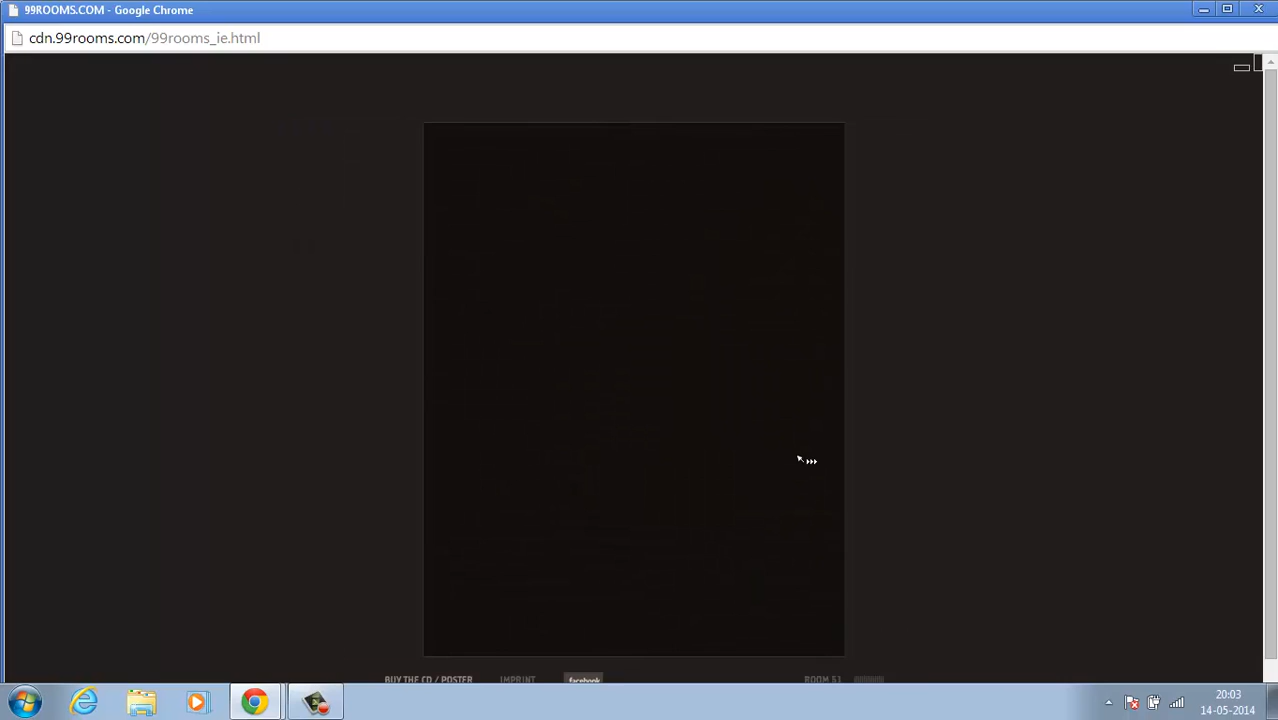 99ROOMS.COM - Google Chrome
cdn.99rooms.com/99rooms_ie.html
BUY THE CD / POSTER IMPRINT facebook ROOM 51
20:03
14-05-2014